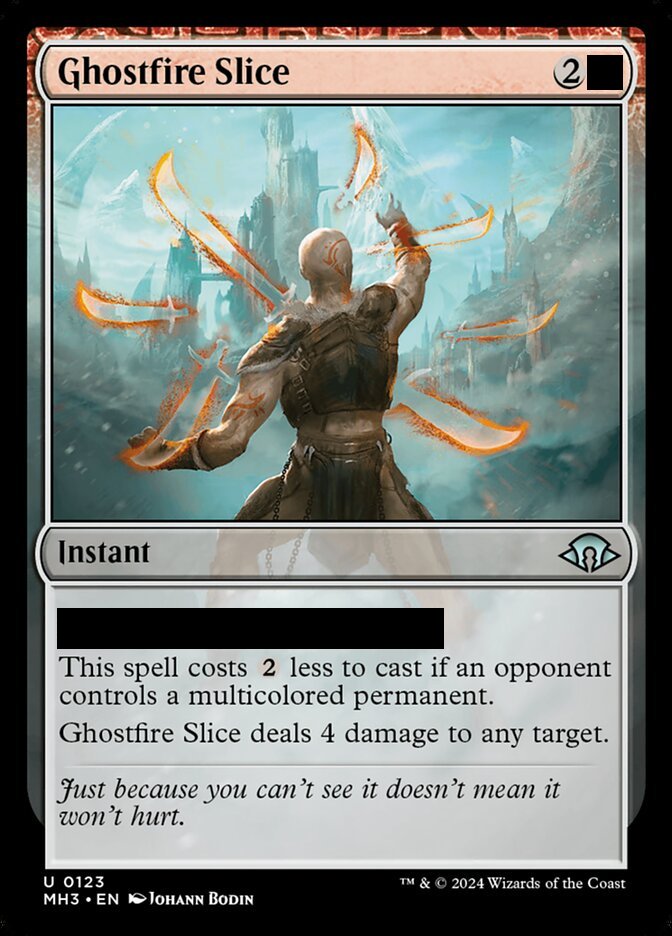 Ghostfire Slice 2
Instant
This spell costs 2 less to cast if an opponent
controls a multicolored permanent.
Ghostfire Slice deals 4 damage to any target.
Just because you can't see it doesn't mean it
won't hurt.
U 0123
MH3 • EN Johann Bodin
™ & © 2024 Wizards of the Coast